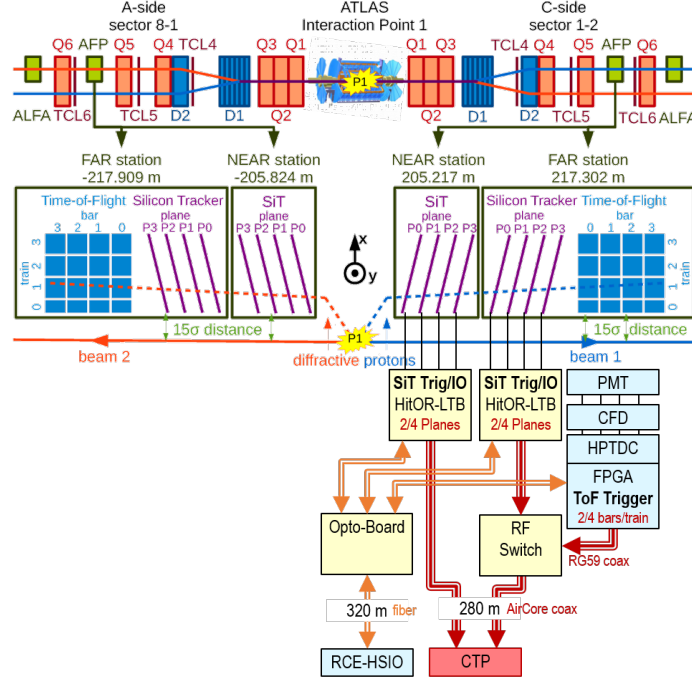 A-side
sector 8-1
ATLAS
Interaction Point 1
C-side
sector 1-2
Q6 AFP Q5 Q4 TCL4 Q3 Q1
Q1 Q3 TCL4 Q4 Q5 AFP Q6
P1
ALFA TCL6 TCL5 D2 D1 Q2
Q2 D1 D2 TCL5 TCL6 ALFA
FAR station
-217.909 m
NEAR station
-205.824 m
NEAR station
205.217 m
FAR station
217.302 m
Time-of-Flight
bar
3 2 1 0
train
3
2
1
0
Silicon Tracker
plane
P3 P2 P1 P0
SiT
plane
P3 P2 P1 P0
x
y
SiT
plane
P0 P1 P2 P3
Silicon Tracker
plane
P0 P1 P2 P3
Time-of-Flight
bar
0 1 2 3
3
2
1
0
train
15σ distance
P1
15σ distance
beam 2
diffractive protons
beam 1
SiT Trig/IO
HitOR-LTB
2/4 Planes
SiT Trig/IO
HitOR-LTB
2/4 Planes
PMT
CFD
HPTDC
FPGA
ToF Trigger
2/4 bars/train
Opto-Board
RF
Switch
RG59 coax
320 m fiber
280 m AirCore coax
RCE-HSIO
CTP